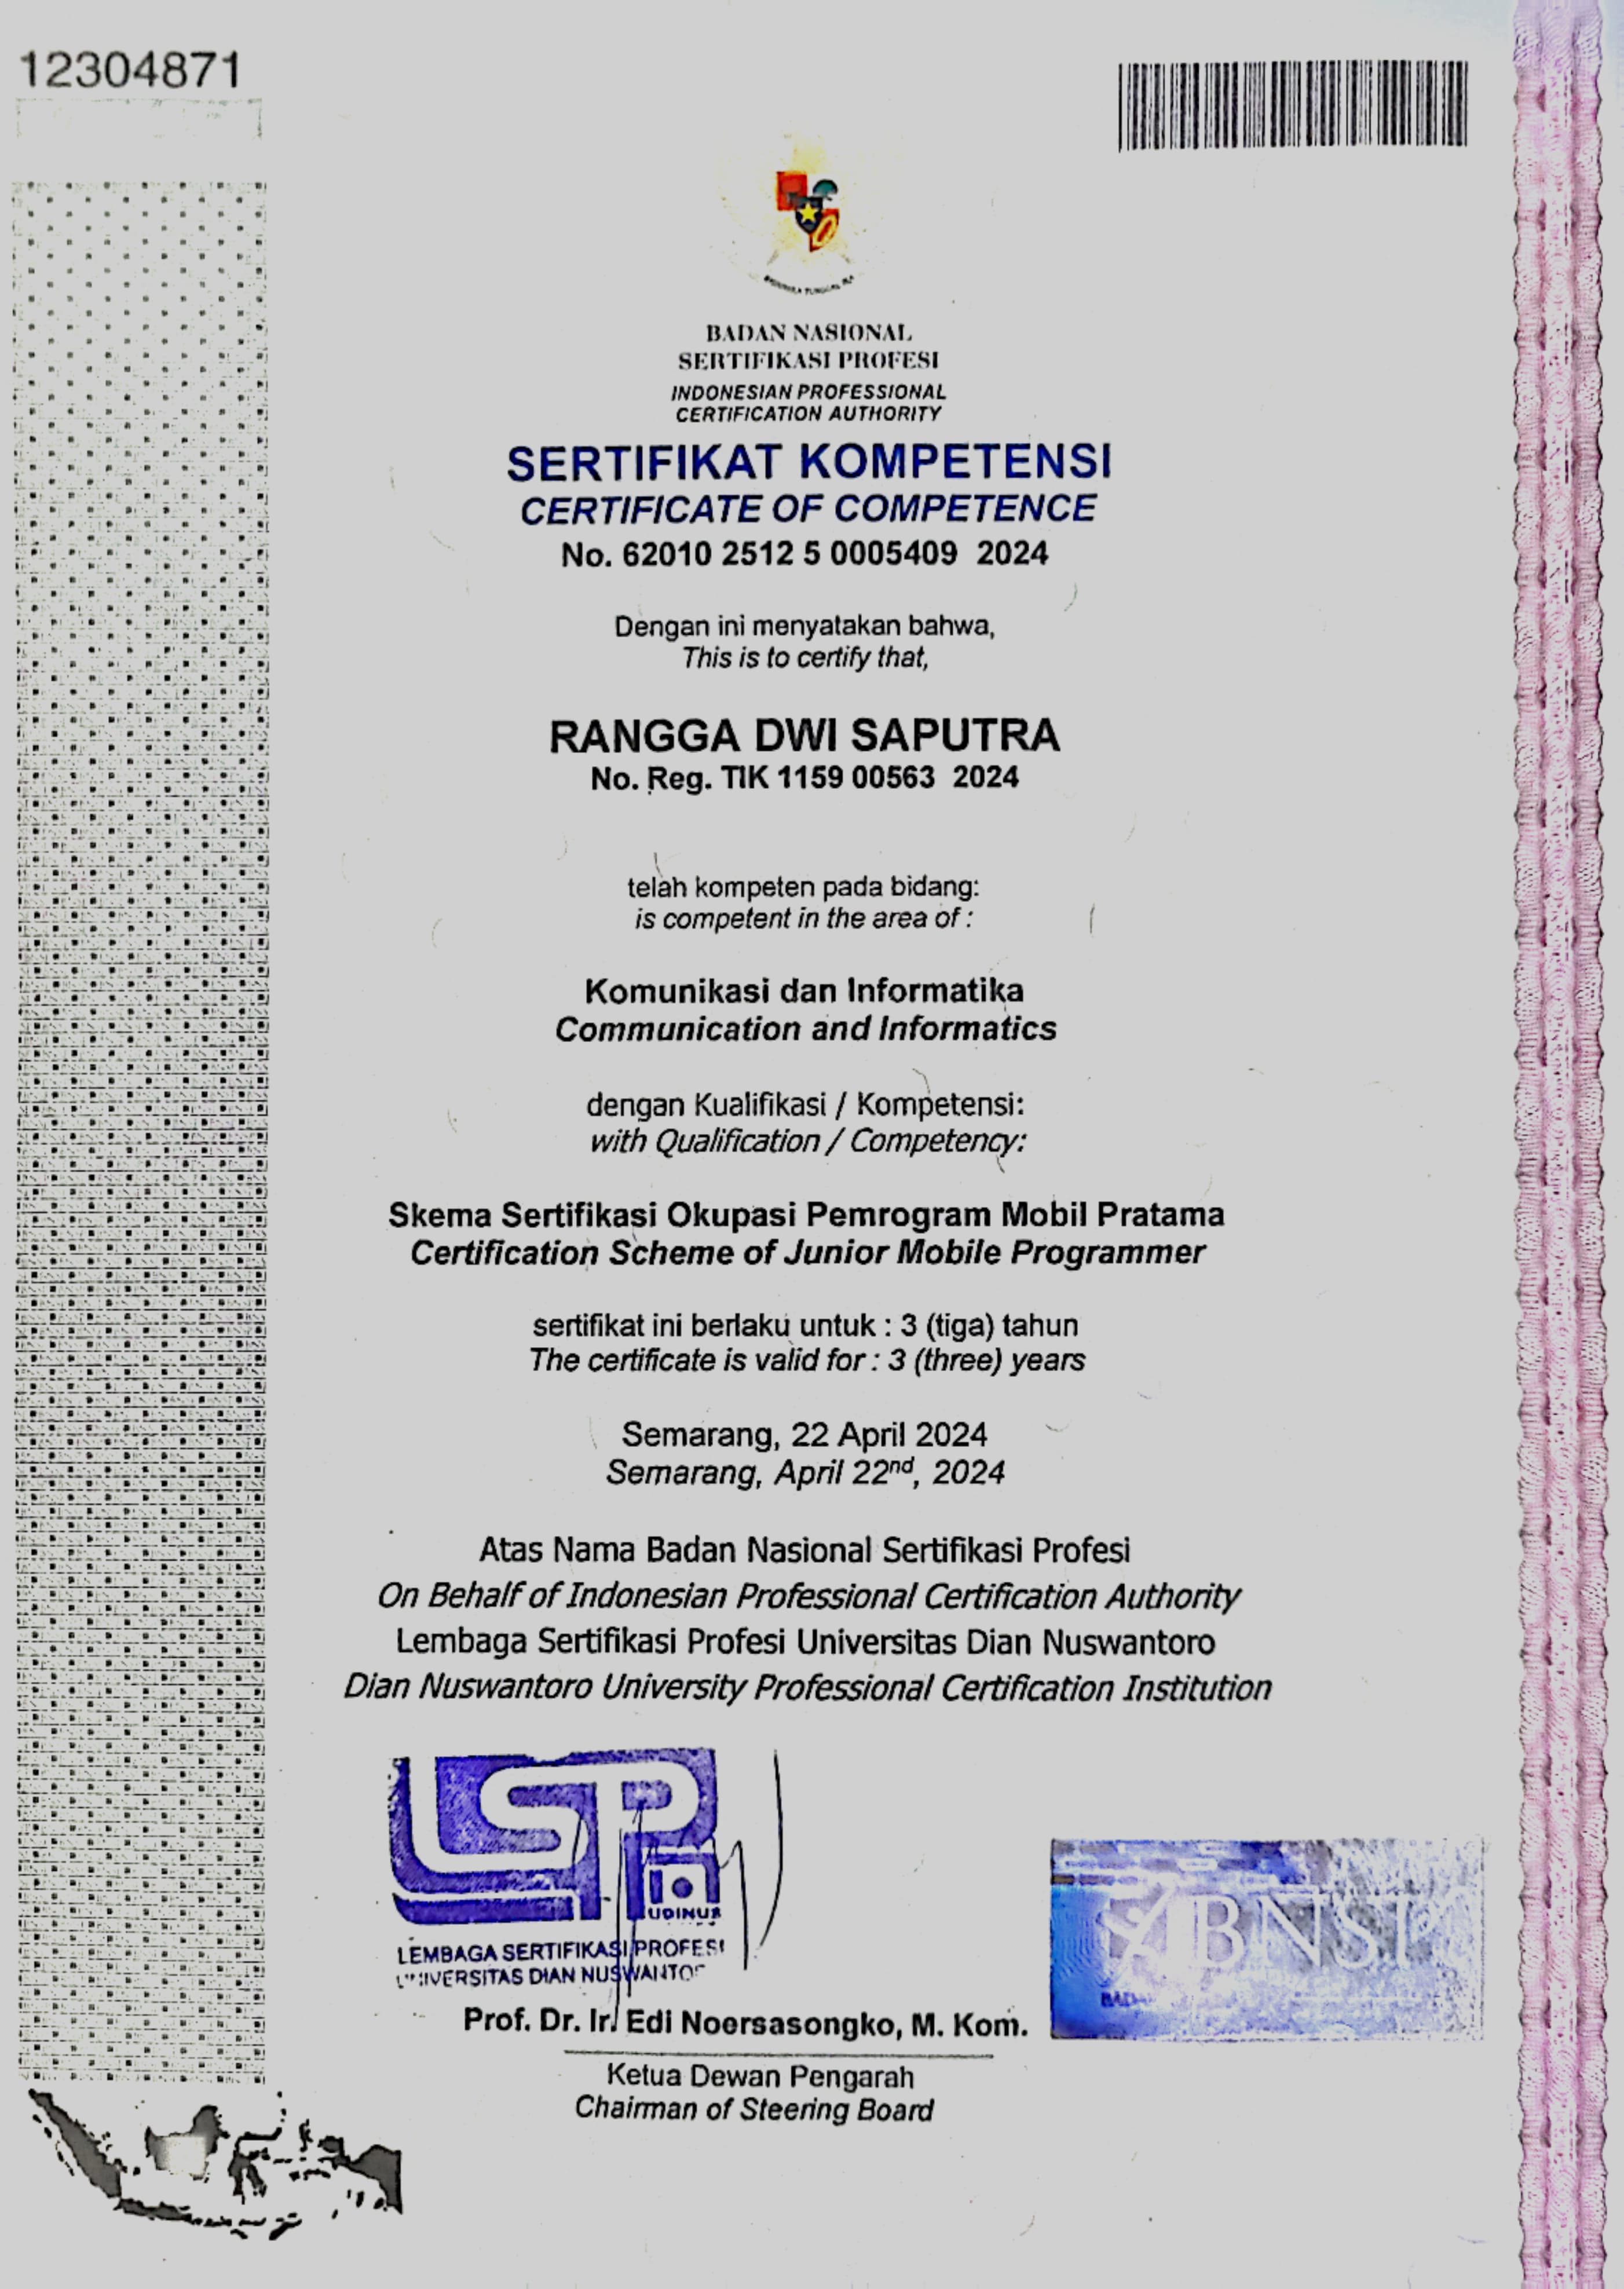 12304871
BADAN NASIONAL
SERTIFIKASI PROFESI
INDONESIAN PROFESSIONAL
CERTIFICATION AUTHORITY
SERTIFIKAT KOMPETENSI
CERTIFICATE OF COMPETENCE
No. 62010 2512 5 0005409 2024
Dengan ini menyatakan bahwa,
This is to certify that,
RANGGA DWI SAPUTRA
No. Reg. TIK 1159 00563 2024
telah kompeten pada bidang:
is competent in the area of :
Komunikasi dan Informatika
Communication and Informatics
dengan Kualifikasi / Kompetensi:
with Qualification / Competency:
Skema Sertifikasi Okupasi Pemrogram Mobil Pratama
Certification Scheme of Junior Mobile Programmer
sertifikat ini berlaku untuk : 3 (tiga) tahun
The certificate is valid for : 3 (three) years
Semarang, 22 April 2024
Semarang, April 22nd, 2024
Atas Nama Badan Nasional Sertifikasi Profesi
On Behalf of Indonesian Professional Certification Authority
Lembaga Sertifikasi Profesi Universitas Dian Nuswantoro
Dian Nuswantoro University Professional Certification Institution
LSP
UDINUS
LEMBAGA SERTIFIKASI PROFESI
UNIVERSITAS DIAN NUSWANTORO
BNSP
Prof. Dr. Ir. Edi Noersasongko, M. Kom.
Ketua Dewan Pengarah
Chairman of Steering Board